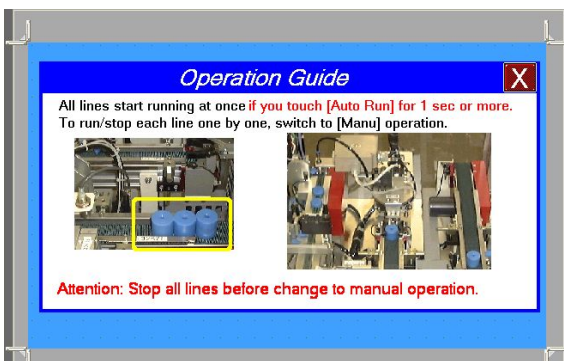 Operation Guide
X
All lines start running at once if you touch [Auto Run] for 1 sec or more.
To run/stop each line one by one, switch to [Manu] operation.
Attention: Stop all lines before change to manual operation.